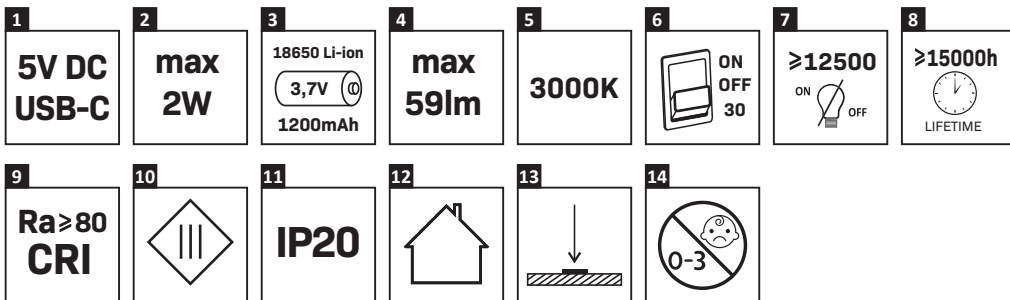 1
5V DC
USB-C
2
max
2W
3
18650 Li-ion
3,7V
1200mAh
4
max
59lm
5
3000K
6
ON
OFF
30
7
≥12500
ON
OFF
8
≥15000h
LIFETIME
9
Ra≥80
CRI
10
11
IP20
12
13
14
0-3